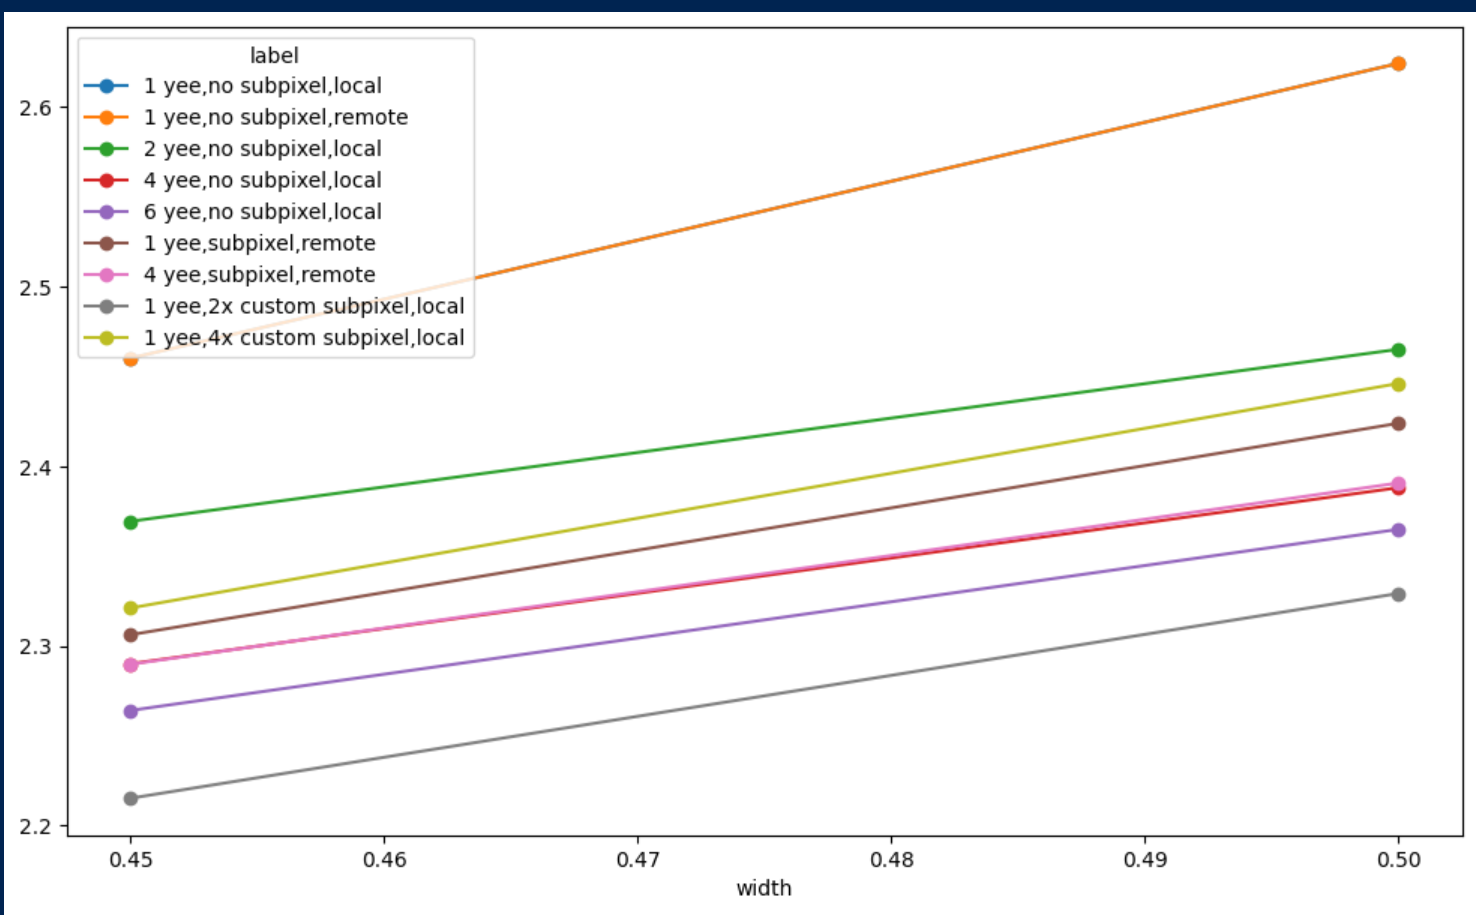 label
1 yee,no subpixel,local
1 yee,no subpixel,remote
2 yee,no subpixel,local
4 yee,no subpixel,local
6 yee,no subpixel,local
1 yee,subpixel,remote
4 yee,subpixel,remote
1 yee,2x custom subpixel,local
1 yee,4x custom subpixel,local
2.6
2.5
2.4
2.3
2.2
0.45 0.46 0.47 0.48 0.49 0.50
width